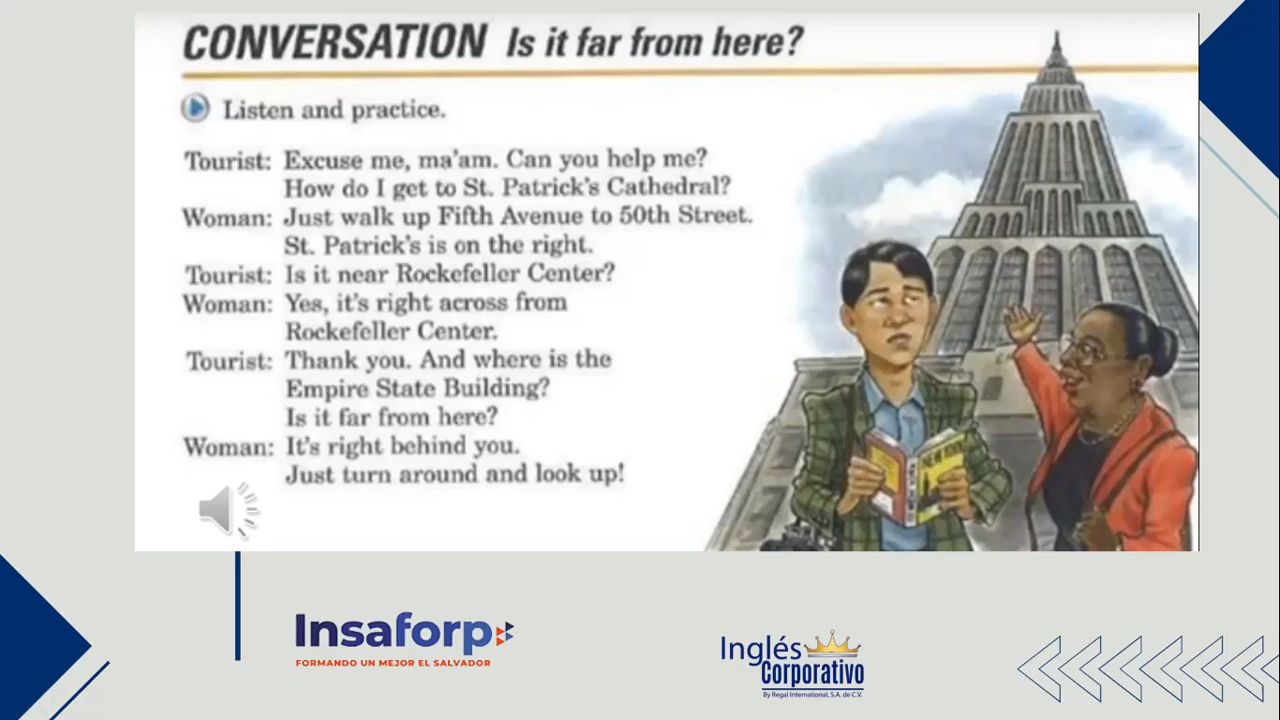 CONVERSATION Is it far from here?
Listen and practice.
Tourist: Excuse me, ma'am. Can you help me?
How do I get to St. Patrick's Cathedral?
Woman: Just walk up Fifth Avenue to 50th Street.
St. Patrick's is on the right.
Tourist: Is it near Rockefeller Center?
Woman: Yes, it's right across from
Rockefeller Center.
Tourist: Thank you. And where is the
Empire State Building?
Is it far from here?
Woman: It's right behind you.
Just turn around and look up!
NEW YORK
Insaforp
FORMANDO UN MEJOR EL SALVADOR
Inglés
Corporativo
By Regal International, S.A. de C.V.